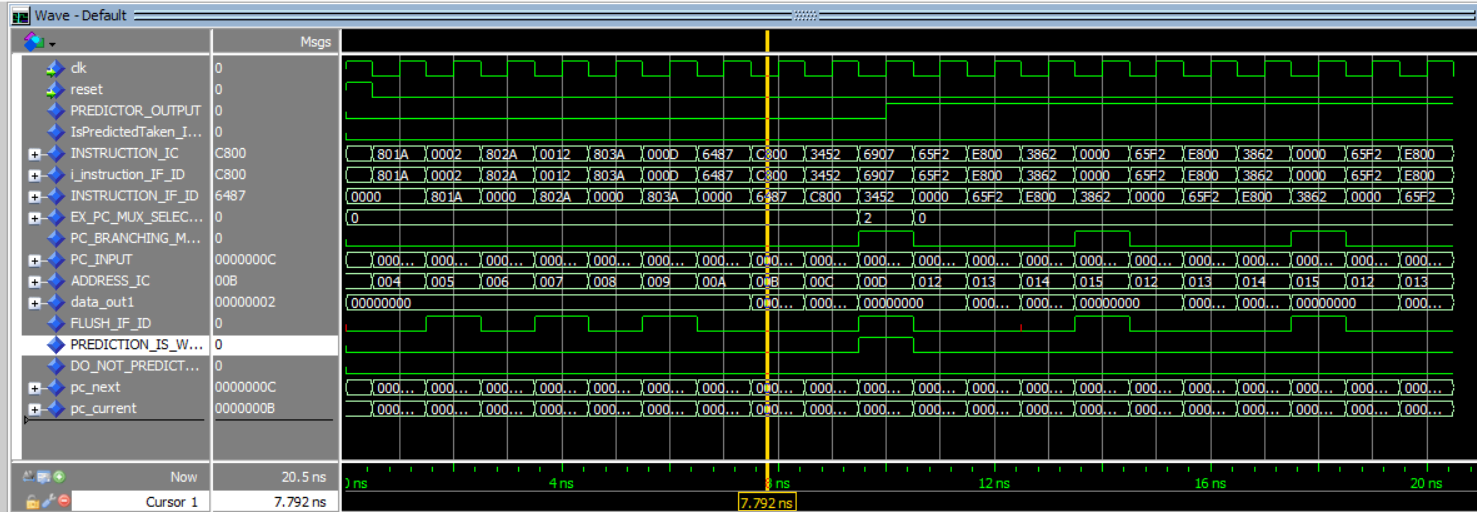 Wave - Default
Msgs
clk 0
reset 0
PREDICTOR_OUTPUT 0
IsPredictedTaken_I... 0
INSTRUCTION_IC C800 801A 0002 802A 0012 803A 000D 6487 C800 3452 6907 65F2 E800 3862 0000 65F2 E800 3862 0000 65F2 E800
i_instruction_IF_ID C800 801A 0002 802A 0012 803A 000D 6487 C800 3452 6907 65F2 E800 3862 0000 65F2 E800 3862 0000 65F2 E800
INSTRUCTION_IF_ID 6487 0000 801A 0000 802A 0000 803A 0000 6487 C800 3452 0000 65F2 E800 3862 0000 65F2 E800 3862 0000 65F2
EX_PC_MUX_SELEC... 0 0 2 0
PC_BRANCHING_M... 0
PC_INPUT 0000000C 000... 000... 000... 000... 000... 000... 000... 000... 000... 000... 000... 000... 000... 000... 000... 000... 000... 000... 000... 000...
ADDRESS_IC 00B 004 005 006 007 008 009 00A 00B 00C 00D 012 013 014 015 012 013 014 015 012 013
data_out1 00000002 00000000 000... 000... 00000000 000... 000... 00000000 000... 000... 00000000 000...
FLUSH_IF_ID 0
PREDICTION_IS_W... 0
DO_NOT_PREDICT... 0
pc_next 0000000C 000... 000... 000... 000... 000... 000... 000... 000... 000... 000... 000... 000... 000... 000... 000... 000... 000... 000... 000... 000...
pc_current 0000000B 000... 000... 000... 000... 000... 000... 000... 000... 000... 000... 000... 000... 000... 000... 000... 000... 000... 000... 000... 000...
Now 20.5 ns 0 ns 4 ns 8 ns 12 ns 16 ns 20 ns
Cursor 1 7.792 ns 7.792 ns